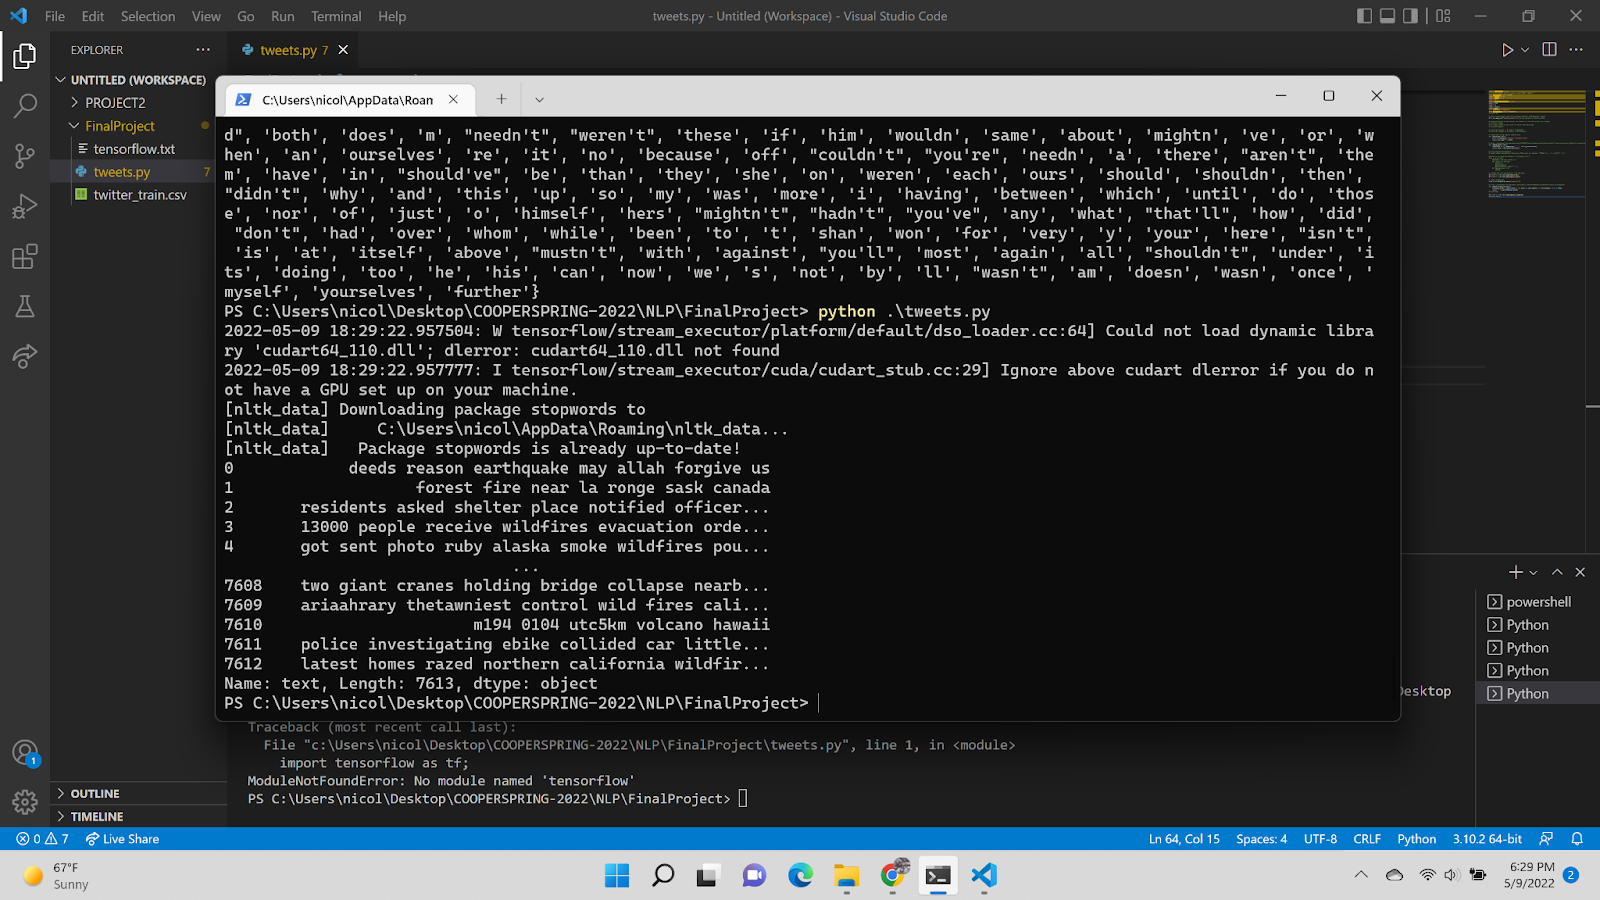 File Edit Selection View Go Run Terminal Help
tweets.py - Untitled (Workspace) - Visual Studio Code
EXPLORER
UNTITLED (WORKSPACE)
PROJECT2
FinalProject
tensorflow.txt
tweets.py 7
twitter_train.csv
tweets.py 7
C:\Users\nicol\AppData\Roan
d", 'both', 'does', 'm', "needn't", "weren't", 'these', 'if', 'him', 'wouldn', 'same', 'about', 'mightn', 've', 'or', 'w
hen', 'an', 'ourselves', 're', 'it', 'no', 'because', 'off', "couldn't", "you're", 'needn', 'a', 'there', "aren't", 'the
m', 'have', 'in', "should've", 'be', 'than', 'they', 'she', 'on', 'weren', 'each', 'ours', 'should', 'shouldn', 'then',
"didn't", 'why', 'and', 'this', 'up', 'so', 'my', 'was', 'more', 'i', 'having', 'between', 'which', 'until', 'do', 'thos
e', 'nor', 'of', 'just', 'o', 'himself', 'hers', "mightn't", "hadn't", "you've", 'any', 'what', "that'll", 'how', 'did',
"don't", 'had', 'over', 'whom', 'while', 'been', 'to', 't', 'shan', 'won', 'for', 'very', 'y', 'your', 'here', "isn't",
'is', 'at', 'itself', 'above', "mustn't", 'with', 'against', "you'll", 'most', 'again', 'all', "shouldn't", 'under', 'i
ts', 'doing', 'too', 'he', 'his', 'can', 'now', 'we', 's', 'not', 'by', 'll', "wasn't", 'am', 'doesn', 'wasn', 'once', '
myself', 'yourselves', 'further'}
PS C:\Users\nicol\Desktop\COOPERSPRING-2022\NLP\FinalProject> python .\tweets.py
2022-05-09 18:29:22.957504: W tensorflow/stream_executor/platform/default/dso_loader.cc:64] Could not load dynamic libra
ry 'cudart64_110.dll'; dlerror: cudart64_110.dll not found
2022-05-09 18:29:22.957777: I tensorflow/stream_executor/cuda/cudart_stub.cc:29] Ignore above cudart dlerror if you do n
ot have a GPU set up on your machine.
[nltk_data] Downloading package stopwords to
[nltk_data]     C:\Users\nicol\AppData\Roaming\nltk_data...
[nltk_data]   Package stopwords is already up-to-date!
0            deeds reason earthquake may allah forgive us
1                   forest fire near la ronge sask canada
2       residents asked shelter place notified officer...
3       13000 people receive wildfires evacuation orde...
4       got sent photo ruby alaska smoke wildfires pou...
...
7608    two giant cranes holding bridge collapse nearb...
7609    ariaahrary thetawniest control wild fires cali...
7610                      m194 0104 utc5km volcano hawaii
7611    police investigating ebike collided car little...
7612    latest homes razed northern california wildfir...
Name: text, Length: 7613, dtype: object
PS C:\Users\nicol\Desktop\COOPERSPRING-2022\NLP\FinalProject>
powershell
Python
Python
Python
Python
Desktop
Traceback (most recent call last):
File "c:\Users\nicol\Desktop\COOPERSPRING-2022\NLP\FinalProject\tweets.py", line 1, in <module>
import tensorflow as tf;
ModuleNotFoundError: No module named 'tensorflow'
PS C:\Users\nicol\Desktop\COOPERSPRING-2022\NLP\FinalProject>
1
OUTLINE
TIMELINE
0 7 Live Share
Ln 64, Col 15 Spaces: 4 UTF-8 CRLF Python 3.10.2 64-bit
67°F
Sunny
6:29 PM
5/9/2022
2